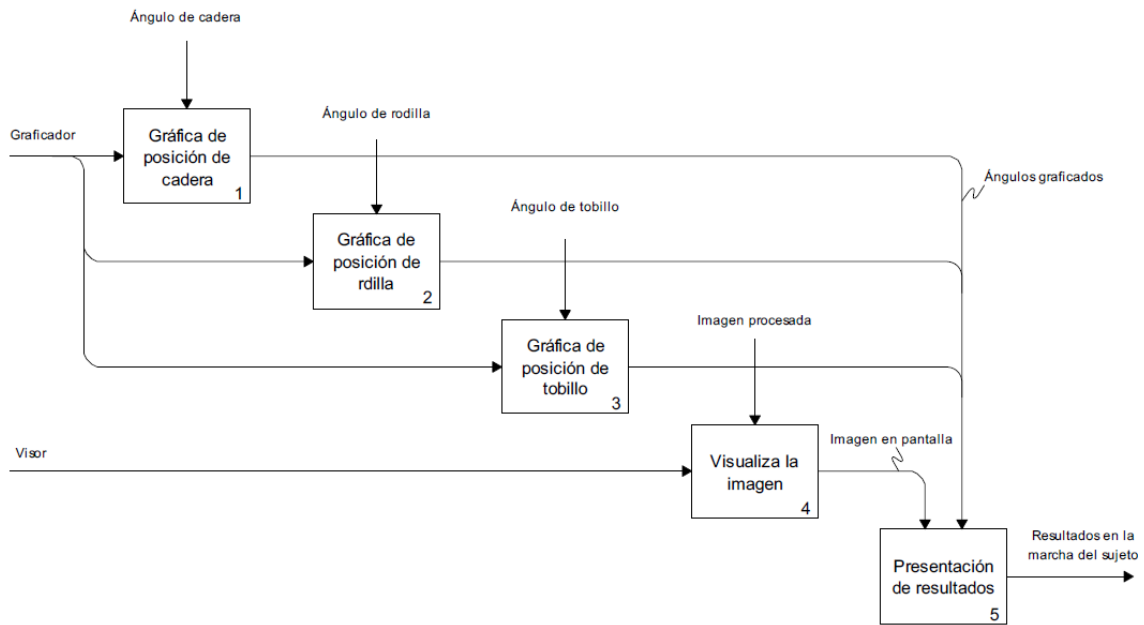 Ángulo de cadera
Graficador
Gráfica de
posición de
cadera
1
Ángulo de rodilla
Gráfica de
posición de
rdilla
2
Ángulos graficados
Ángulo de tobillo
Gráfica de
posición de
tobillo
3
Imagen procesada
Visor
Visualiza la
imagen
4
Imagen en pantalla
Presentación
de resultados
5
Resultados en la
marcha del sujeto